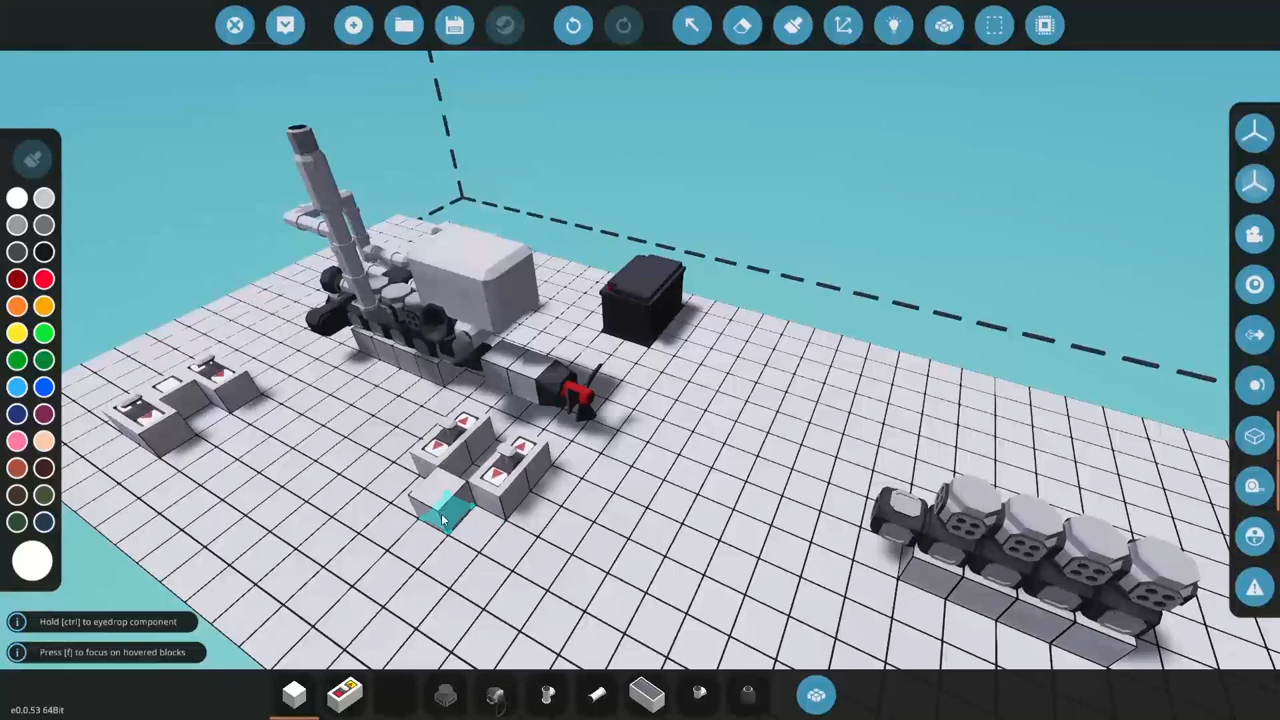 Hold [ctrl] to eyedrop component
Press [f] to focus on hovered blocks
e0.0.53 64Bit